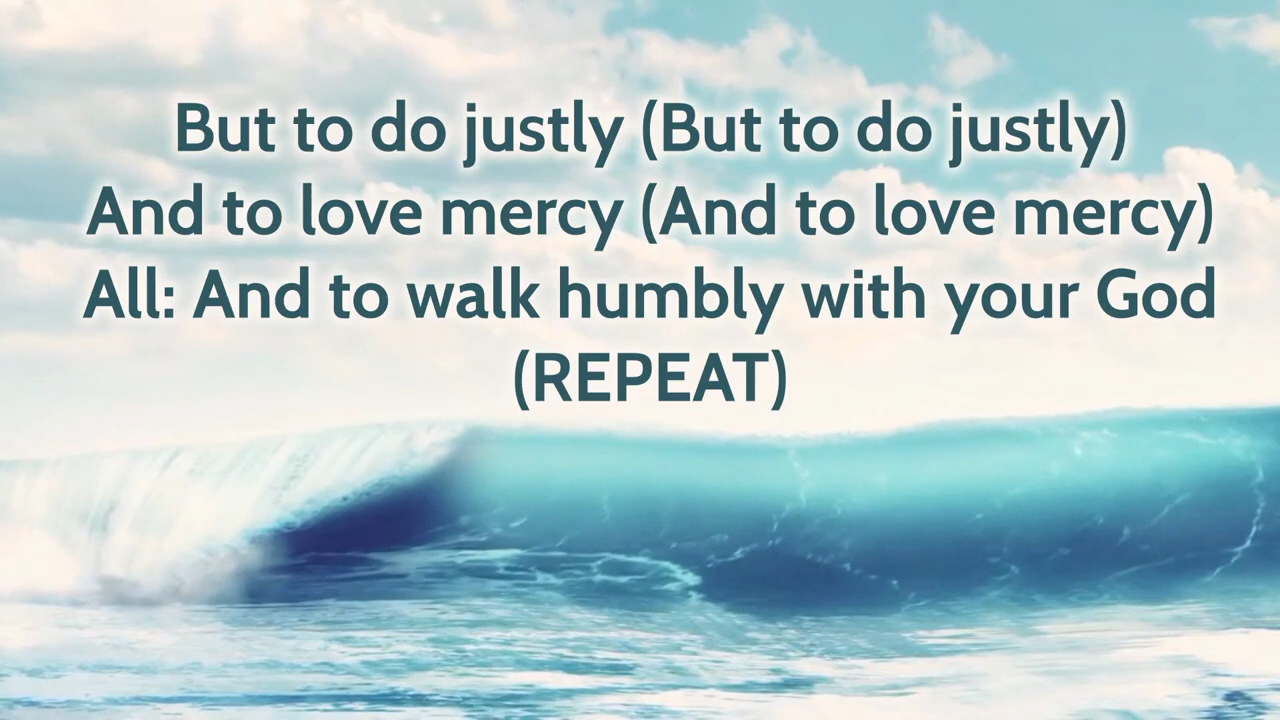 But to do justly (But to do justly)
And to love mercy (And to love mercy)
All: And to walk humbly with your God
(REPEAT)